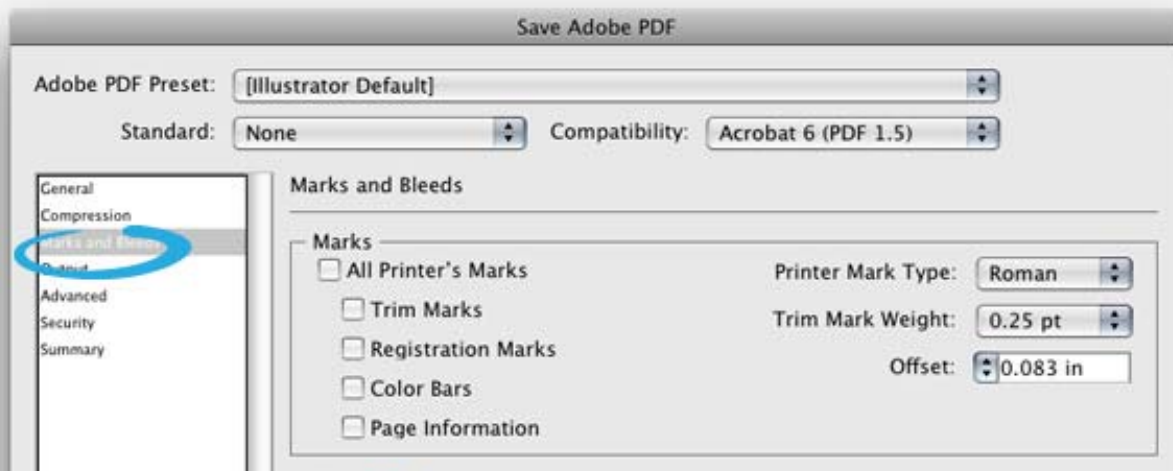 Save Adobe PDF
Adobe PDF Preset: [Illustrator Default]
Standard: None Compatibility: Acrobat 6 (PDF 1.5)
General
Compression
Marks and Bleeds
Output
Advanced
Security
Summary
Marks and Bleeds
Marks
All Printer's Marks
Trim Marks
Registration Marks
Color Bars
Page Information
Printer Mark Type: Roman
Trim Mark Weight: 0.25 pt
Offset: 0.083 in